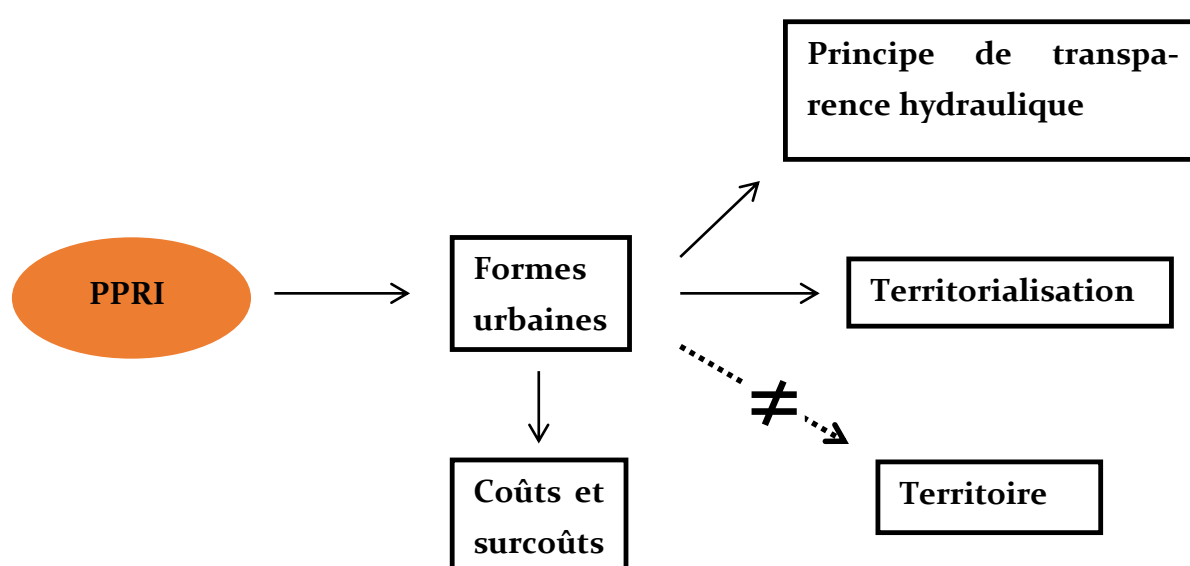 Principe de transpa-
rence hydraulique
PPRI
Formes
urbaines
Territorialisation
≠
Coûts et
surcoûts
Territoire